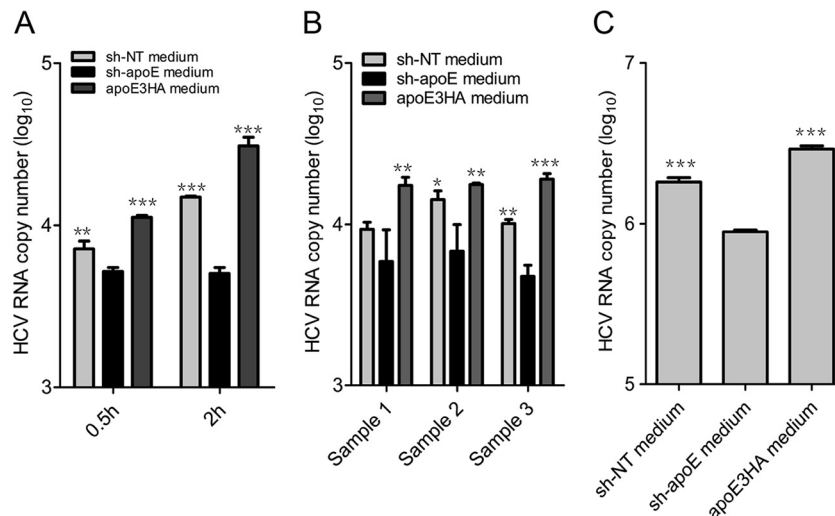 A
sh-NT medium
sh-apoE medium
apoE3HA medium
HCV RNA copy number (log10)
5
4
3
**
***
***
***
0.5h
2h
B
sh-NT medium
sh-apoE medium
apoE3HA medium
HCV RNA copy number (log10)
5
4
3
**
*
**
**
***
Sample 1
Sample 2
Sample 3
C
HCV RNA copy number (log10)
7
6
5
***
***
sh-NT medium
sh-apoE medium
apoE3HA medium